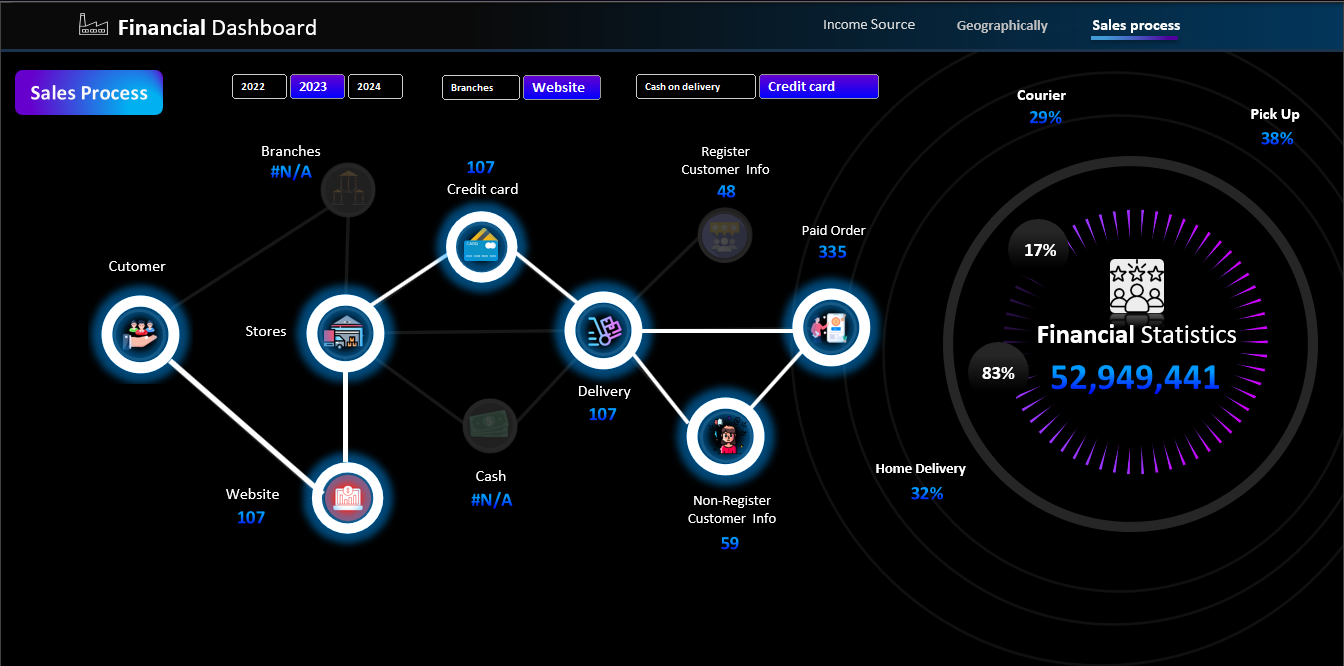 Financial Dashboard
Income Source
Geographically
Sales process
Sales Process
2022
2023
2024
Branches
Website
Cash on delivery
Credit card
Courier
29%
Pick Up
38%
Branches
#N/A
107
Credit card
Register
Customer Info
48
Paid Order
335
Cutomer
Stores
Delivery
107
Cash
#N/A
Website
107
Non-Register
Customer Info
59
17%
Financial Statistics
83%
52,949,441
Home Delivery
32%